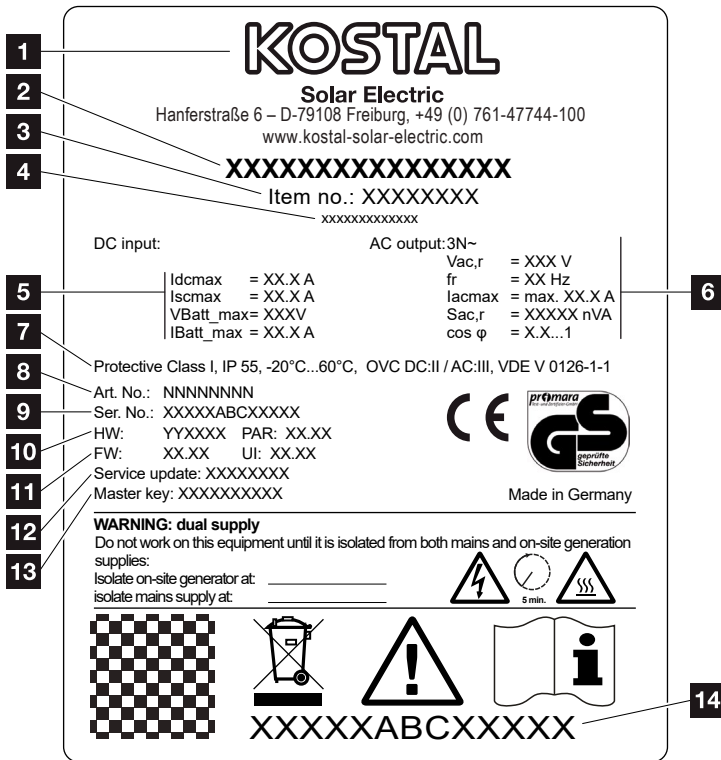 1
KOSTAL
Solar Electric
2
Hanferstraße 6 – D-79108 Freiburg, +49 (0) 761-47744-100
3
www.kostal-solar-electric.com
4
XXXXXXXXXXXXXXXX
Item no.: XXXXXXXX
xxxxxxxxxxxxx
DC input:
AC output: 3N~
5
Idcmax = XX.X A
Iscmax = XX.X A
VBatt_max= XXXV
IBatt_max = XX.X A
Vac,r = XXX V
fr = XX Hz
Iacmax = max. XX.X A
Sac,r = XXXXX nVA
cos φ = X.X...1
6
7
Protective Class I, IP 55, -20°C...60°C, OVC DC:II / AC:III, VDE V 0126-1-1
8
Art. No.: NNNNNNNN
9
Ser. No.: XXXXXABCXXXXX
10
HW: YYXXXX PAR: XX.XX
11
FW: XX.XX UI: XX.XX
12
Service update: XXXXXXXX
13
Master key: XXXXXXXXXX
CE
promara
GS
geprüfte
Sicherheit
Made in Germany
WARNING: dual supply
Do not work on this equipment until it is isolated from both mains and on-site generation
supplies:
Isolate on-site generator at:
isolate mains supply at:
5 min.
XXXXXABCXXXXX
14